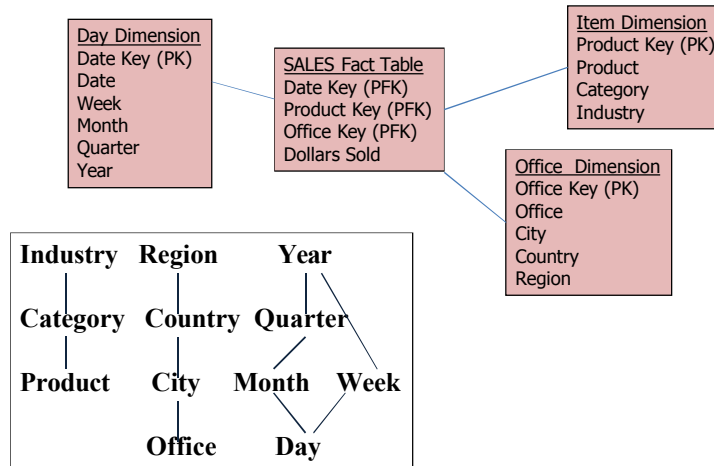 Day Dimension
Date Key (PK)
Date
Week
Month
Quarter
Year
SALES Fact Table
Date Key (PFK)
Product Key (PFK)
Office Key (PFK)
Dollars Sold
Item Dimension
Product Key (PK)
Product
Category
Industry
Office Dimension
Office Key (PK)
Office
City
Country
Region
Industry Region Year
Category Country Quarter
Product City Month Week
Office Day